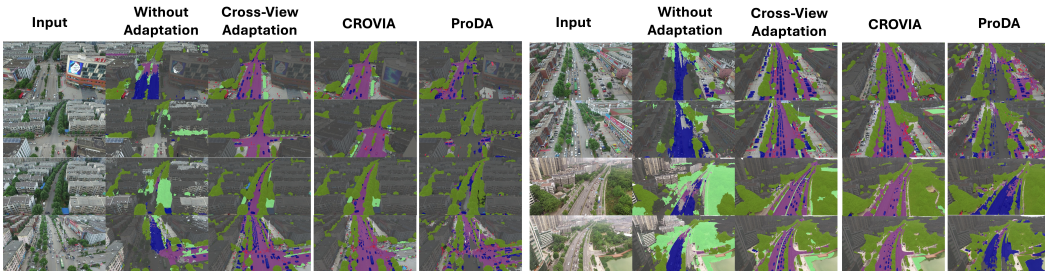 Input
Without
Adaptation
Cross-View
Adaptation
CROVIA
ProDA
Input
Without
Adaptation
Cross-View
Adaptation
CROVIA
ProDA